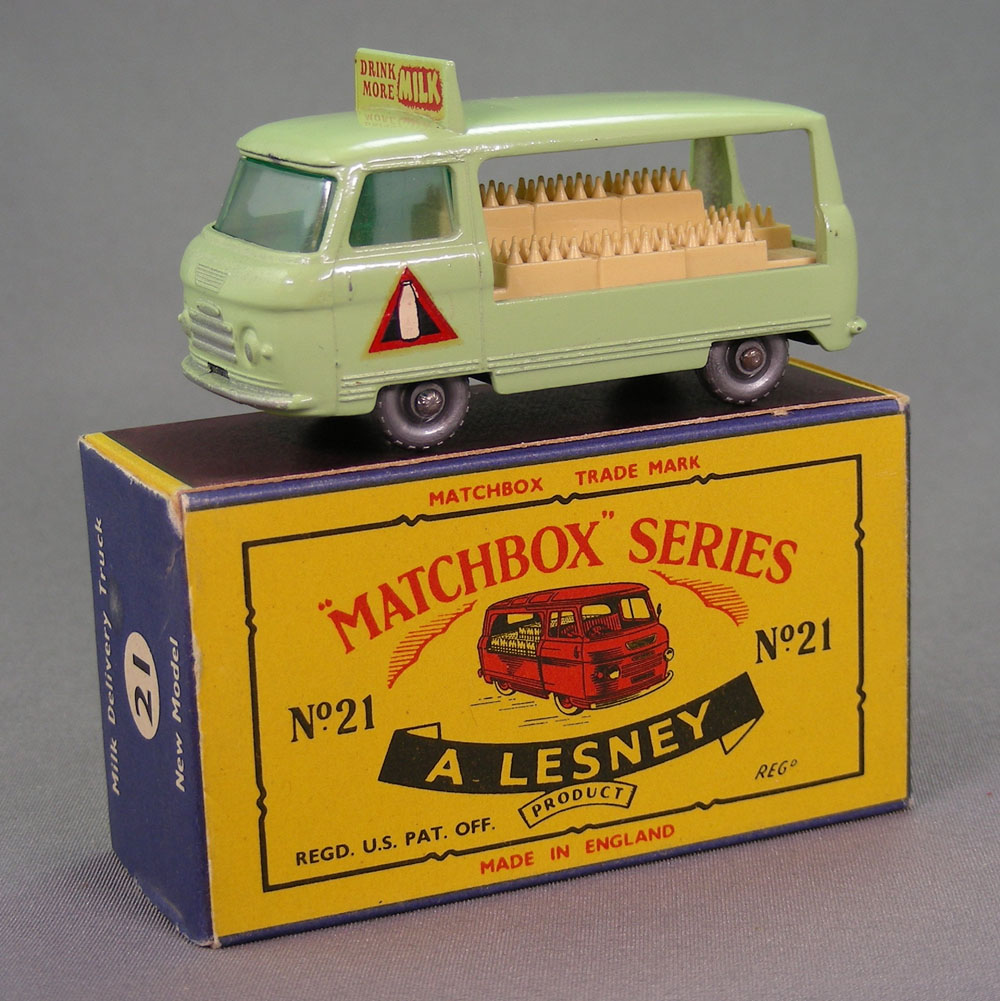 DRINK
MORE MILK
MATCHBOX TRADE MARK
"MATCHBOX" SERIES
Nº21
Nº21
A LESNEY
PRODUCT
REGº
REGD. U.S. PAT. OFF.
MADE IN ENGLAND
Milk Delivery Truck
21
New Model